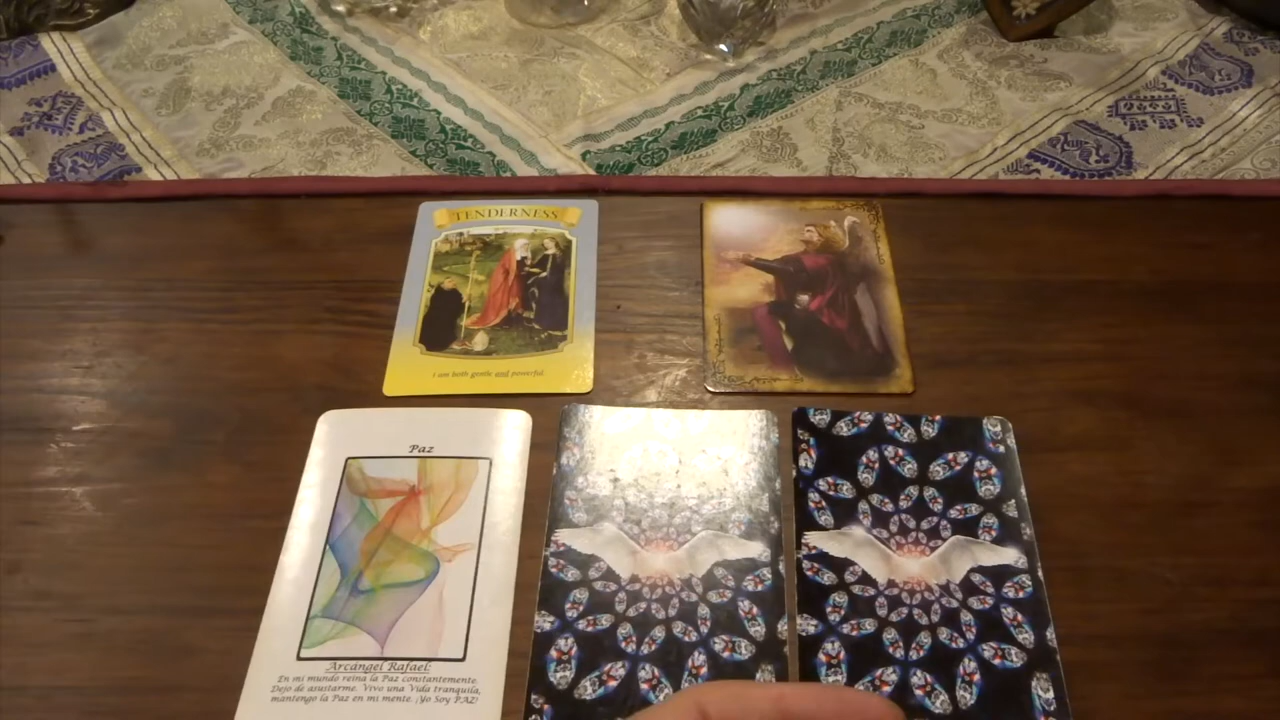 TENDERNESS
I am both gentle and powerful.
Paz
Arcángel Rafael:
En mi mundo reina la Paz constantemente.
Dejo de asustarme. Vivo una Vida tranquila,
mantengo la Paz en mi mente. ¡Yo Soy PAZ!